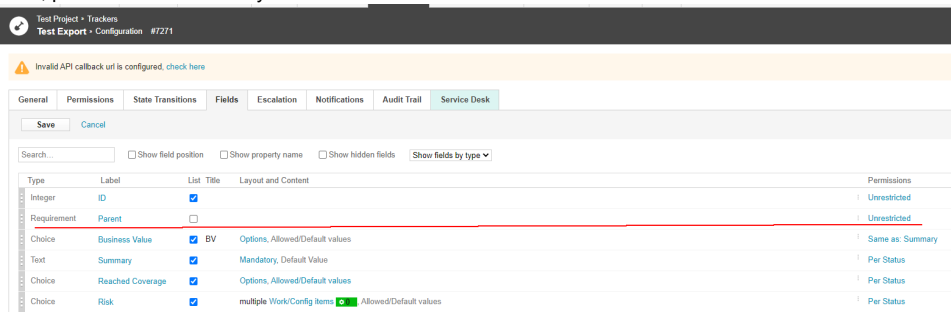 Test Project • Trackers
Test Export • Configuration #7271
Invalid API callback url is configured, check here
General Permissions State Transitions Fields Escalation Notifications Audit Trail Service Desk
Save Cancel
Search... Show field position Show property name Show hidden fields Show fields by type
Type Label List Title Layout and Content Permissions
Integer ID Unrestricted
Requirement Parent Unrestricted
Choice Business Value BV Options, Allowed/Default values Same as: Summary
Text Summary Mandatory, Default Value Per Status
Choice Reached Coverage Options, Allowed/Default values Per Status
Choice Risk multiple Work/Config items Allowed/Default values Per Status